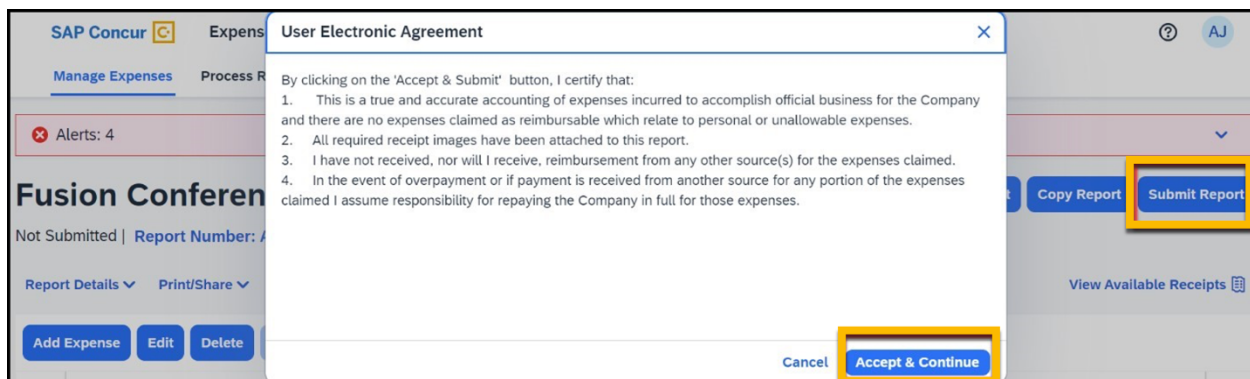 SAP Concur C Expens
User Electronic Agreement
AJ
Manage Expenses Process R
By clicking on the 'Accept & Submit' button, I certify that:
1. This is a true and accurate accounting of expenses incurred to accomplish official business for the Company
and there are no expenses claimed as reimbursable which relate to personal or unallowable expenses.
2. All required receipt images have been attached to this report.
3. I have not received, nor will I receive, reimbursement from any other source(s) for the expenses claimed.
4. In the event of overpayment or if payment is received from another source for any portion of the expenses
claimed I assume responsibility for repaying the Company in full for those expenses.
Alerts: 4
Fusion Conferen
Copy Report Submit Report
Not Submitted | Report Number:
Report Details Print/Share
View Available Receipts
Add Expense Edit Delete
Cancel Accept & Continue